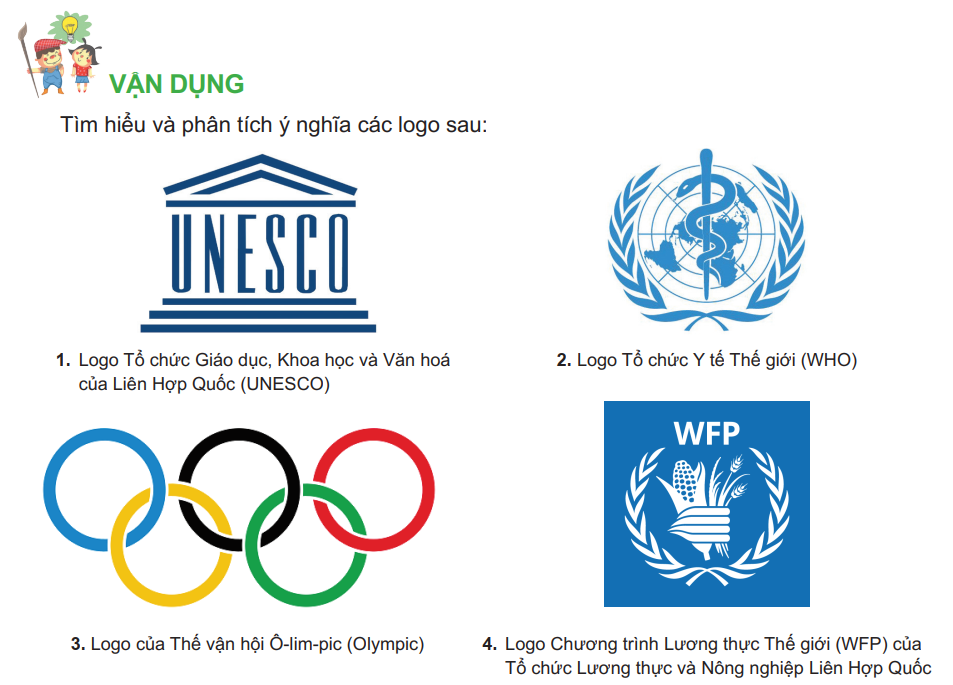 VẬN DỤNG
Tìm hiểu và phân tích ý nghĩa các logo sau:
UNESCO
1. Logo Tổ chức Giáo dục, Khoa học và Văn hoá
của Liên Hợp Quốc (UNESCO)
2. Logo Tổ chức Y tế Thế giới (WHO)
WFP
3. Logo của Thế vận hội Ô-lim-pic (Olympic)
4. Logo Chương trình Lương thực Thế giới (WFP) của
Tổ chức Lương thực và Nông nghiệp Liên Hợp Quốc